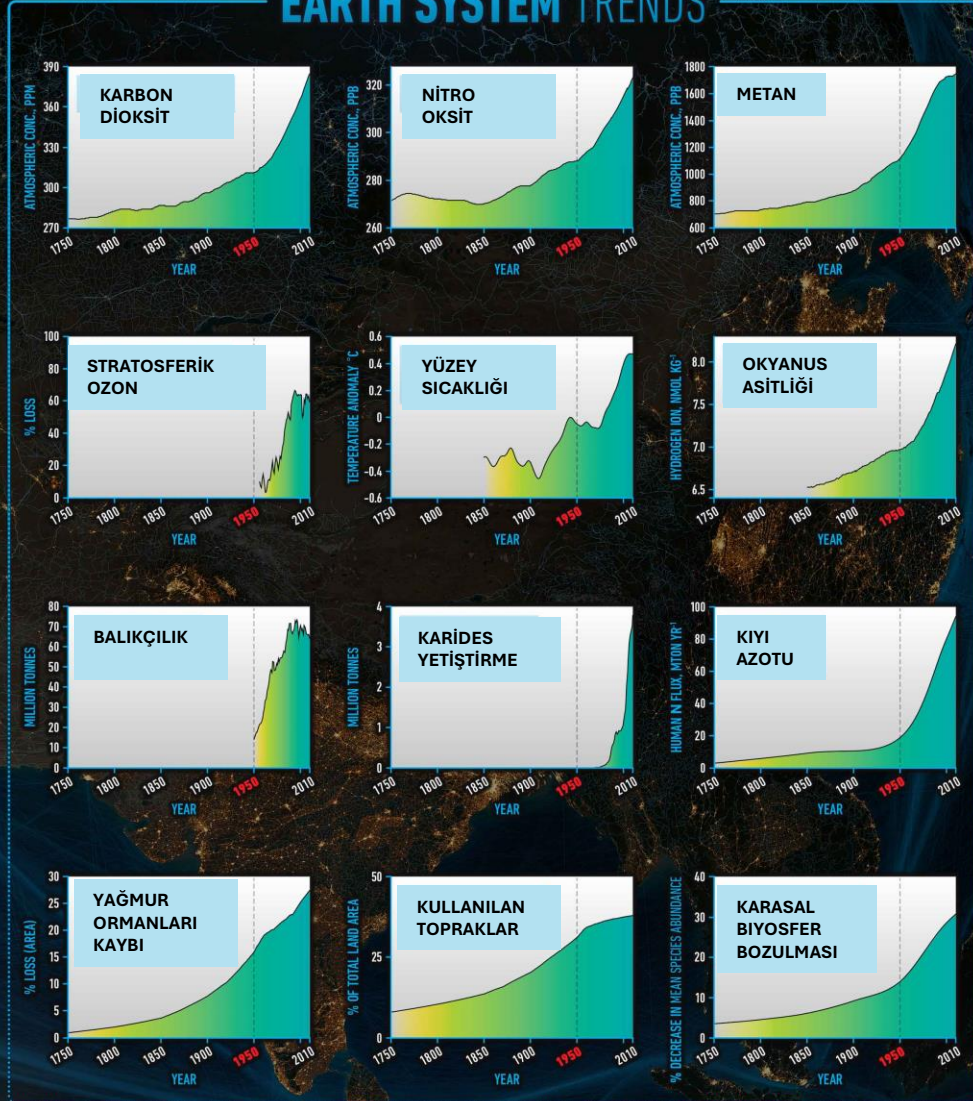 EARTH SYSTEM TRENDS
KARBON
DİOKSİT
ATMOSPHERIC CONC., PPM
390
360
330
300
270
1750
1800
1850
1900
1950
2010
YEAR
NİTRO
OKSİT
ATMOSPHERIC CONC., PPB
320
300
280
260
1750
1800
1850
1900
1950
2010
YEAR
METAN
ATMOSPHERIC CONC., PPB
1800
1600
1400
1200
1000
800
600
1750
1800
1850
1900
1950
2010
YEAR
STRATOSFERİK
OZON
% LOSS
100
80
60
40
20
0
1750
1800
1850
1900
1950
2010
YEAR
YÜZEY
SICAKLIĞI
TEMPERATURE ANOMALY °C
0.6
0.4
0.2
0
-0.2
-0.4
-0.6
1750
1800
1850
1900
1950
2010
YEAR
OKYANUS
ASİTLİĞİ
HYDROGEN ION, NMOL KG-1
8.0
7.5
7.0
6.5
1750
1800
1850
1900
1950
2010
YEAR
BALIKÇILIK
MILLION TONNES
80
70
60
50
40
30
20
10
0
1750
1800
1850
1900
1950
2010
YEAR
KARİDES
YETİŞTİRME
MILLION TONNES
4
3
2
1
0
1750
1800
1850
1900
1950
2010
YEAR
KIYI
AZOTU
HUMAN N FLUX, MTON YR-1
100
80
60
40
20
0
1750
1800
1850
1900
1950
2010
YEAR
YAĞMUR
ORMANLARI
KAYBI
% LOSS (AREA)
30
25
20
15
10
5
0
1750
1800
1850
1900
1950
2010
YEAR
KULLANILAN
TOPRAKLAR
% OF TOTAL LAND AREA
50
25
0
1750
1800
1850
1900
1950
2010
YEAR
KARASAL
BIYOSFER
BOZULMASI
% DECREASE IN MEAN SPECIES ABUNDANCE
40
30
20
10
0
1750
1800
1850
1900
1950
2010
YEAR